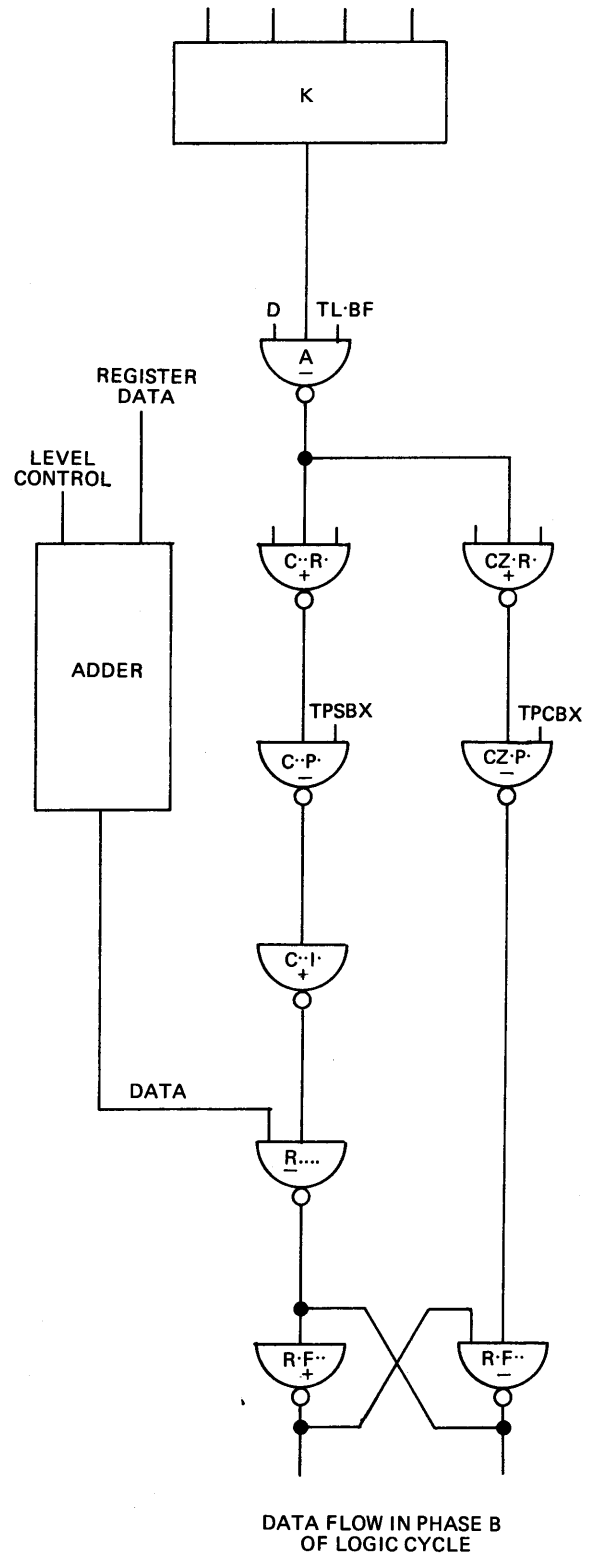 K
D TL·BF
A
–
REGISTER
DATA
LEVEL
CONTROL
C··R·
+
CZ·R·
+
ADDER
TPSBX
TPCBX
C··P·
–
CZ·P·
–
C··I·
+
DATA
R····
–
R·F··
+
R·F··
–
DATA FLOW IN PHASE B
OF LOGIC CYCLE